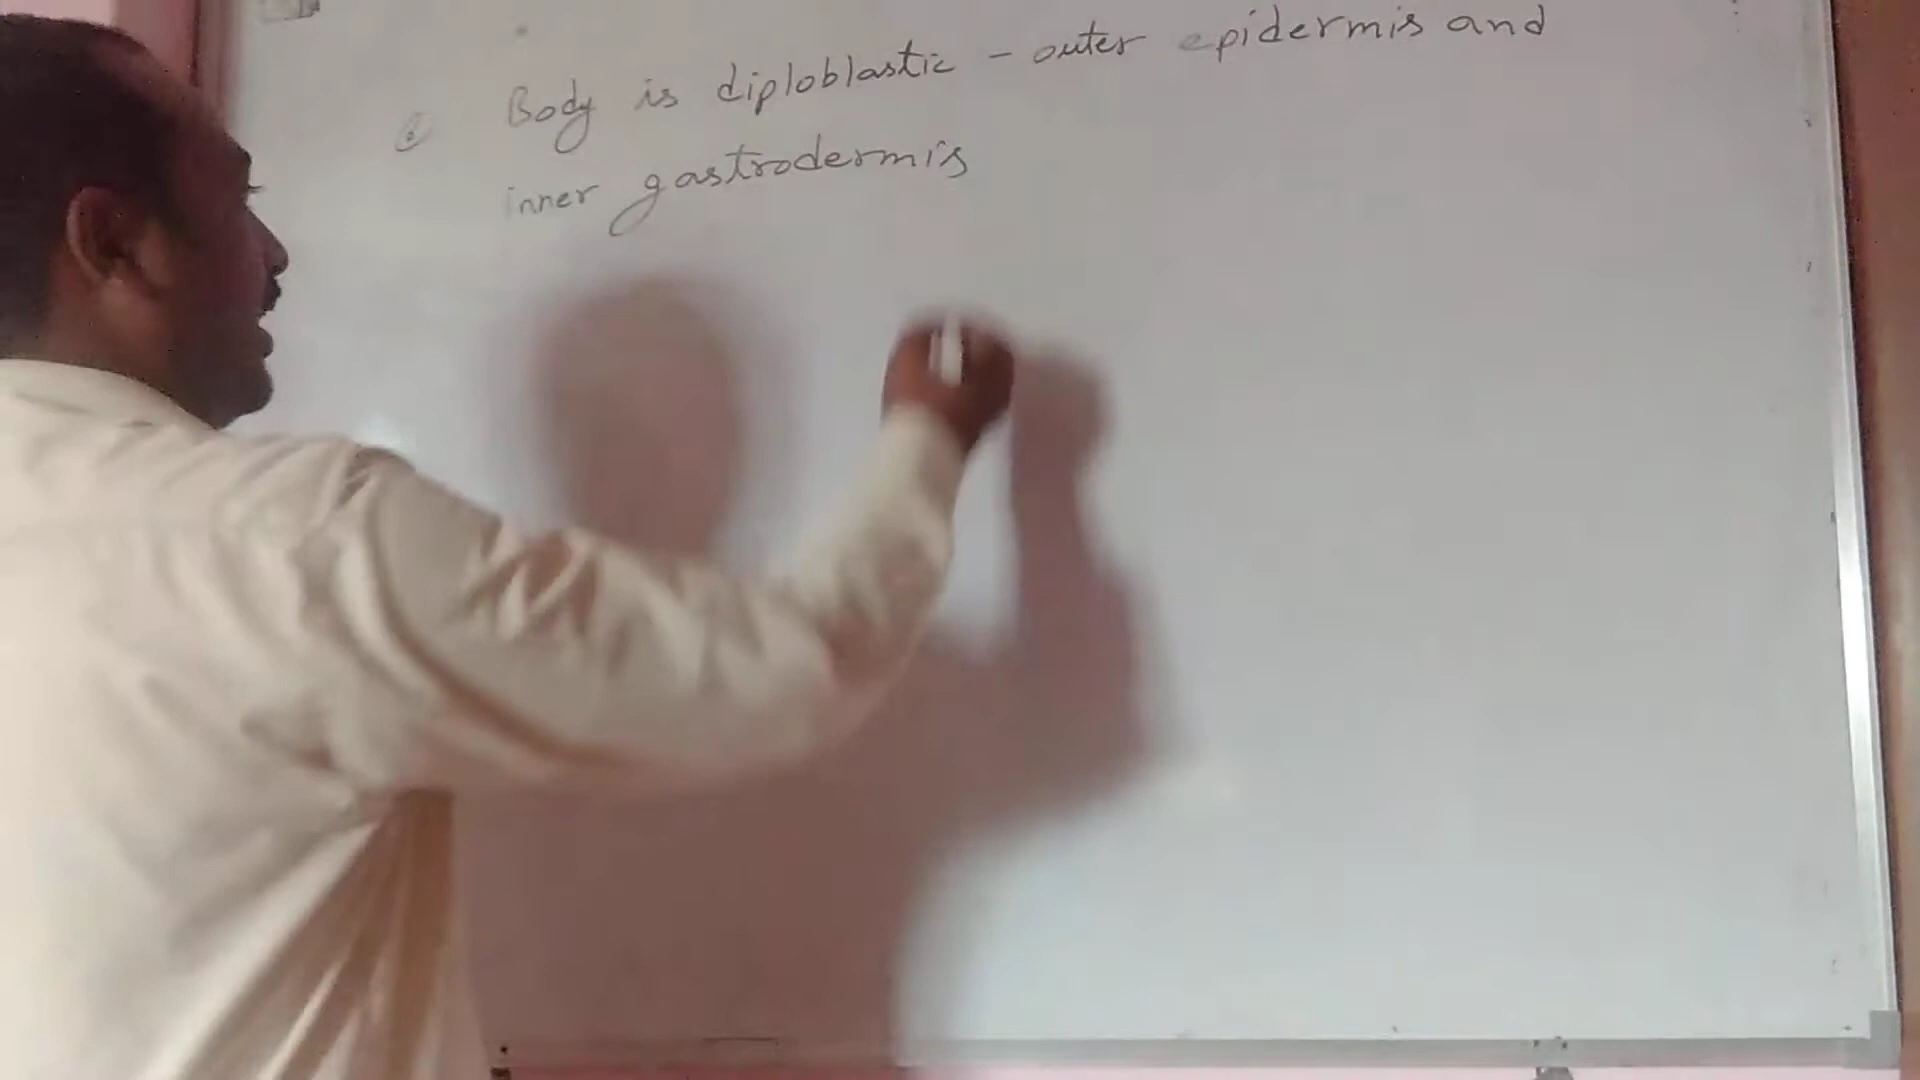 Body is diploblastic - outer epidermis and
inner gastrodermis